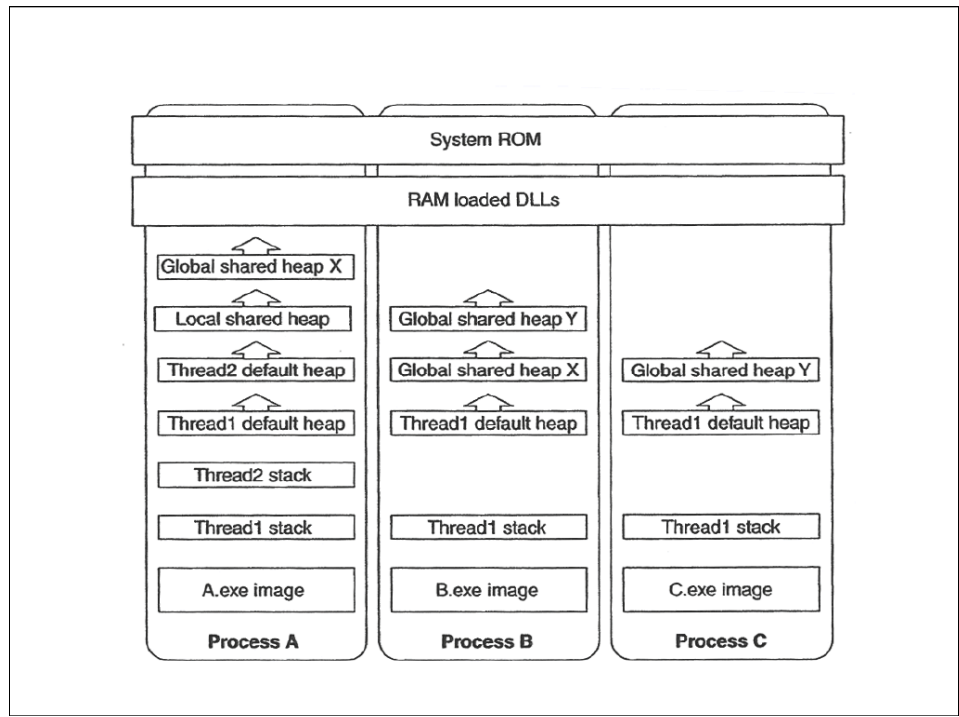 System ROM
RAM loaded DLLs
Global shared heap X
Local shared heap
Global shared heap Y
Thread2 default heap
Global shared heap X
Global shared heap Y
Thread1 default heap
Thread1 default heap
Thread1 default heap
Thread2 stack
Thread1 stack
Thread1 stack
Thread1 stack
A.exe image
B.exe image
C.exe image
Process A
Process B
Process C